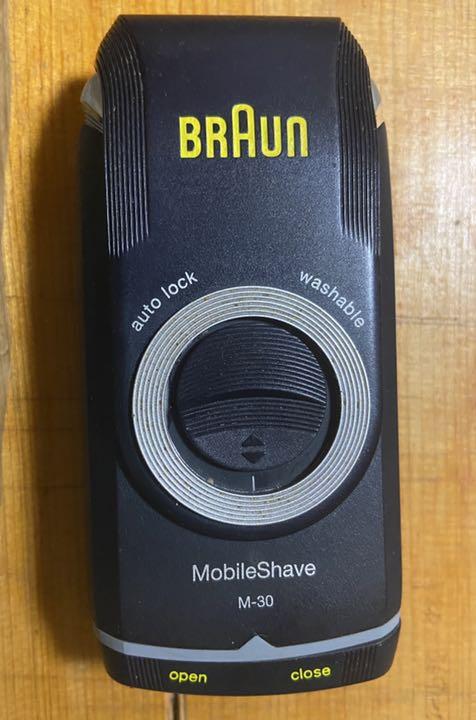 BRAUN
auto lock
washable
MobileShave
M-30
open close